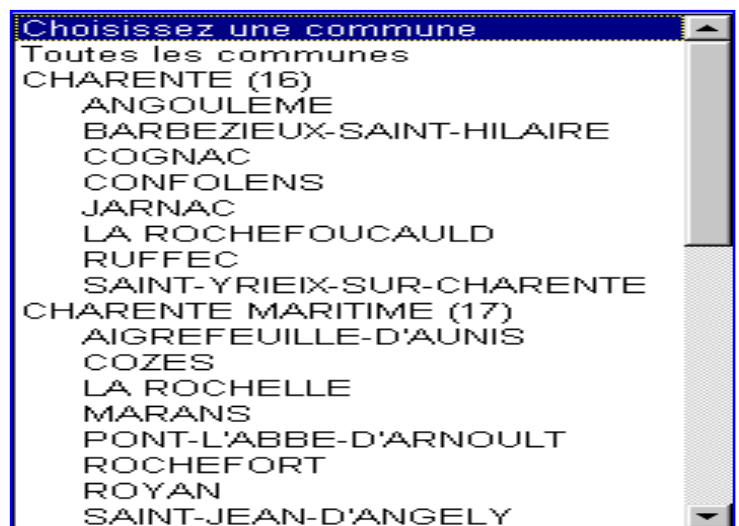 Choisissez une commune
Toutes les communes
CHARENTE (16)
ANGOULEME
BARBEZIEUX-SAINT-HILAIRE
COGNAC
CONFOLENS
JARNAC
LA ROCHEFOUCAULD
RUFFEC
SAINT-YRIEIX-SUR-CHARENTE
CHARENTE MARITIME (17)
AIGREFEUILLE-D'AUNIS
COZES
LA ROCHELLE
MARANS
PONT-L'ABBE-D'ARNOULT
ROCHEFORT
ROYAN
SAINT-JEAN-D'ANGELY